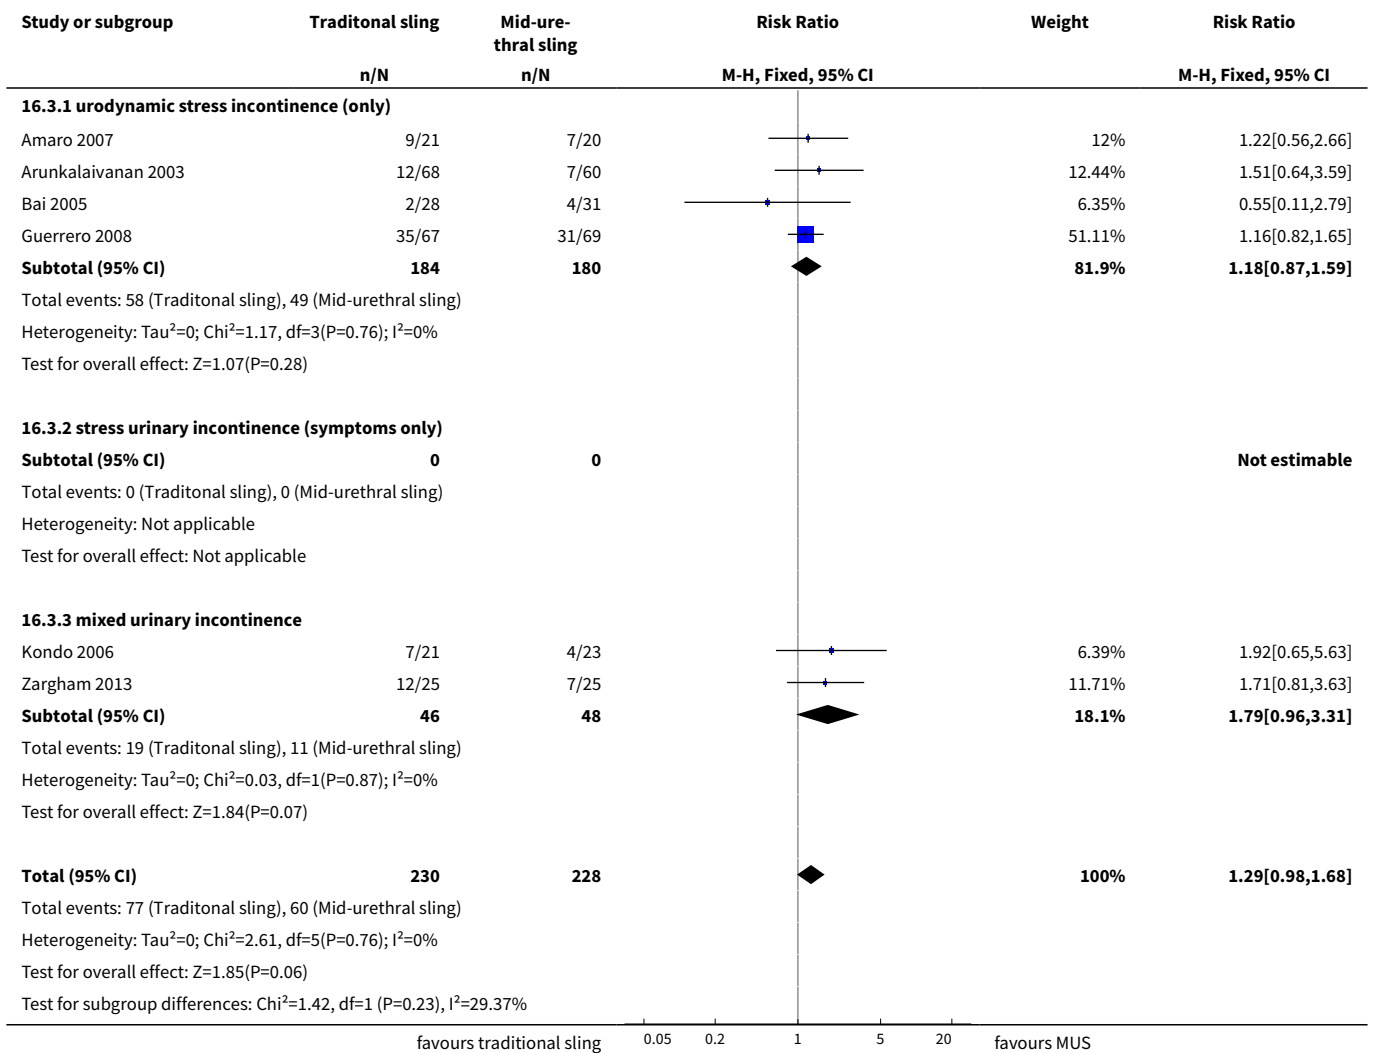 Study or subgroup Traditonal sling Mid-ure- Risk Ratio Weight Risk Ratio
thral sling
n/N n/N M-H, Fixed, 95% CI M-H, Fixed, 95% CI
16.3.1 urodynamic stress incontinence (only)
Amaro 2007 9/21 7/20 12% 1.22[0.56,2.66]
Arunkalaivanan 2003 12/68 7/60 12.44% 1.51[0.64,3.59]
Bai 2005 2/28 4/31 6.35% 0.55[0.11,2.79]
Guerrero 2008 35/67 31/69 51.11% 1.16[0.82,1.65]
Subtotal (95% CI) 184 180 81.9% 1.18[0.87,1.59]
Total events: 58 (Traditonal sling), 49 (Mid-urethral sling)
Heterogeneity: Tau²=0; Chi²=1.17, df=3(P=0.76); I²=0%
Test for overall effect: Z=1.07(P=0.28)
16.3.2 stress urinary incontinence (symptoms only)
Subtotal (95% CI) 0 0 Not estimable
Total events: 0 (Traditonal sling), 0 (Mid-urethral sling)
Heterogeneity: Not applicable
Test for overall effect: Not applicable
16.3.3 mixed urinary incontinence
Kondo 2006 7/21 4/23 6.39% 1.92[0.65,5.63]
Zargham 2013 12/25 7/25 11.71% 1.71[0.81,3.63]
Subtotal (95% CI) 46 48 18.1% 1.79[0.96,3.31]
Total events: 19 (Traditonal sling), 11 (Mid-urethral sling)
Heterogeneity: Tau²=0; Chi²=0.03, df=1(P=0.87); I²=0%
Test for overall effect: Z=1.84(P=0.07)
Total (95% CI) 230 228 100% 1.29[0.98,1.68]
Total events: 77 (Traditonal sling), 60 (Mid-urethral sling)
Heterogeneity: Tau²=0; Chi²=2.61, df=5(P=0.76); I²=0%
Test for overall effect: Z=1.85(P=0.06)
Test for subgroup differences: Chi²=1.42, df=1 (P=0.23), I²=29.37%
favours traditional sling 0.05 0.2 1 5 20 favours MUS